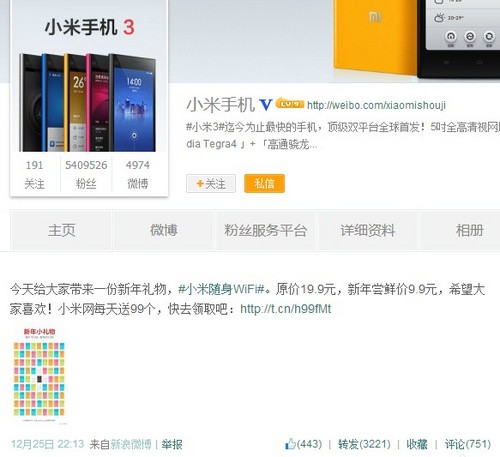 小米手机 3
14:00
26°
20-29°
小米手机 V LV 9 http://weibo.com/xiaomishouji
#小米3#迄今为止最快的手机，顶级双平台全球首发！5吋全高清视网膜
dia Tegra4」+「高通骁龙...
191 5409526 4974
关注 粉丝 微博
+关注 私信
主页 微博 粉丝服务平台 详细资料 相册
今天给大家带来一份新年礼物，#小米随身WiFi#。原价19.9元，新年尝鲜价9.9元，希望大
家喜欢！小米网每天送99个，快去领取吧：http://t.cn/h99fMt
新年小礼物
12月25日 22:13 来自新浪微博 | 举报 (443) | 转发(3221) | 收藏 | 评论(751)